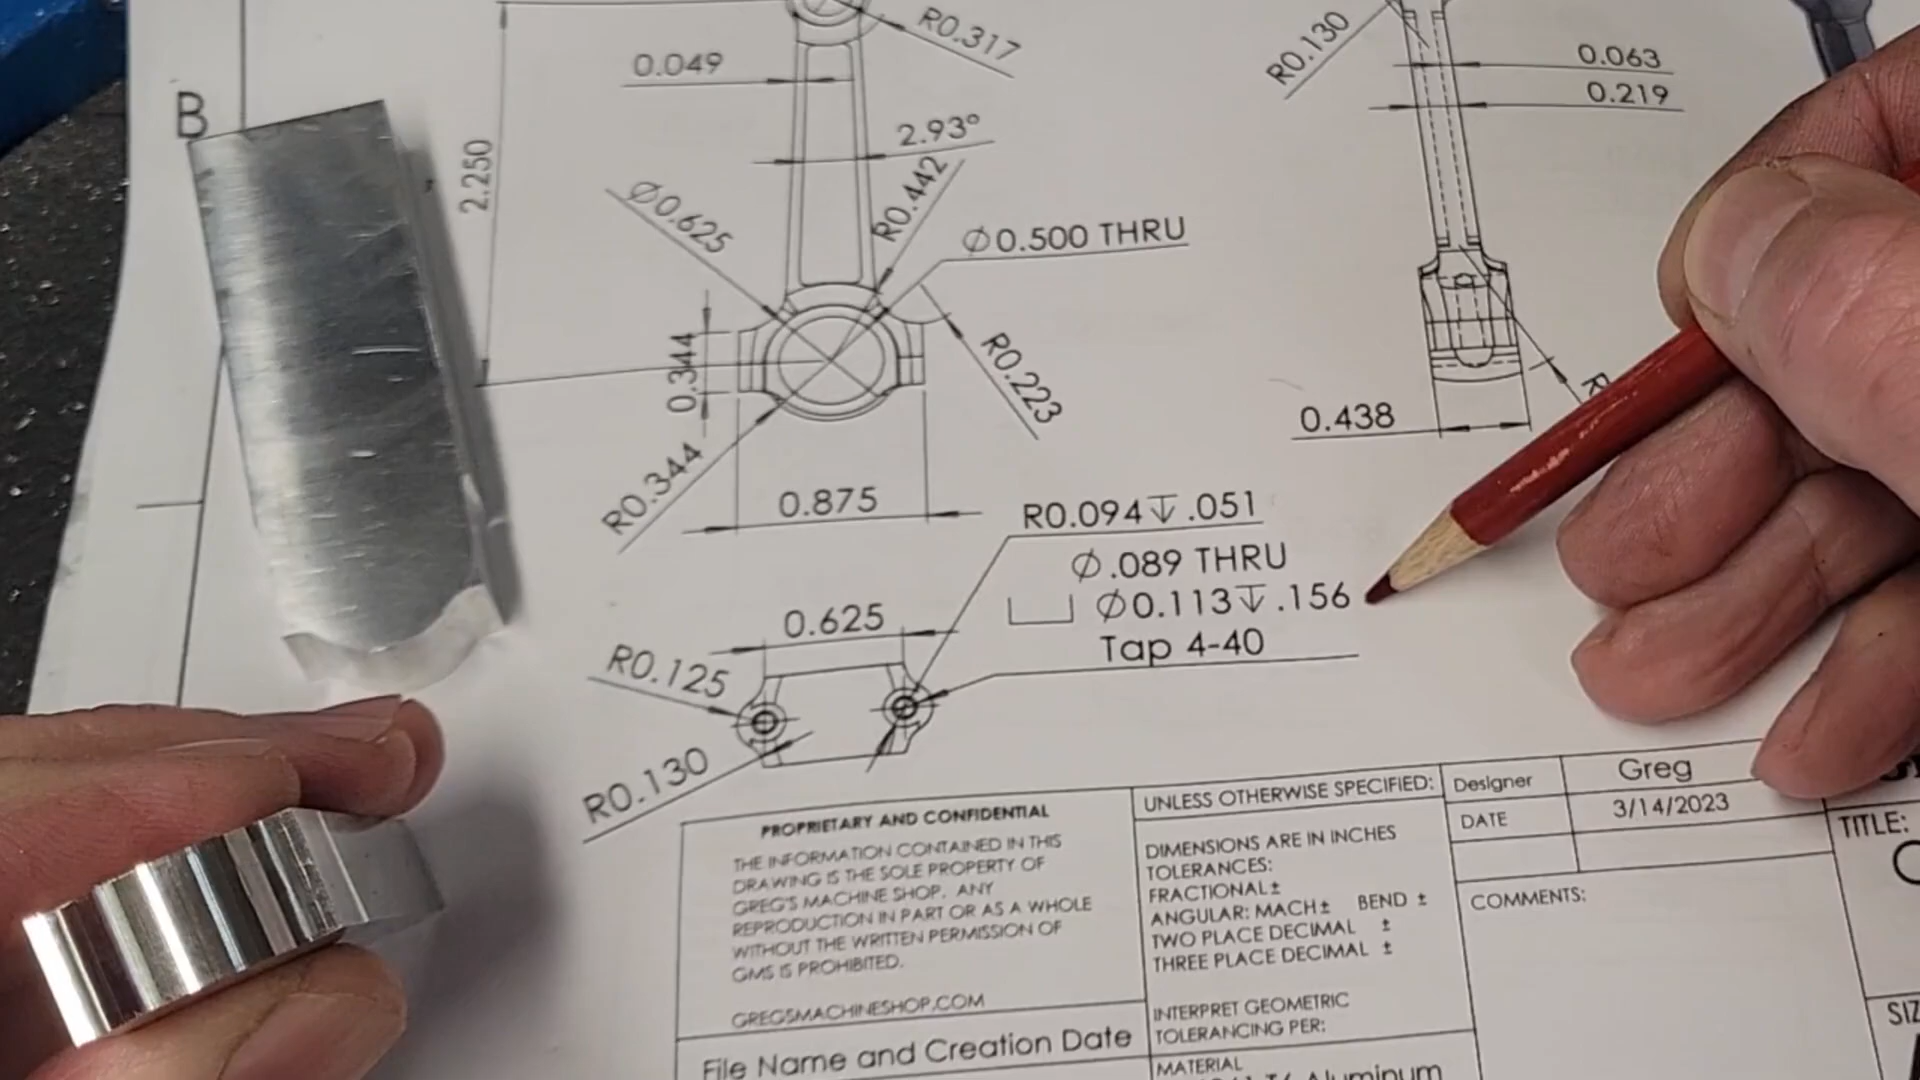 R0.317
0.049
R0.130
0.063
0.219
B
2.93°
2.250
Ø0.625
R0.442
Ø0.500 THRU
0.344
R0.223
R0.344
0.875
0.438
R0.094↧.051
Ø.089 THRU
⌴ Ø0.113↧.156
Tap 4-40
0.625
R0.125
R0.130
PROPRIETARY AND CONFIDENTIAL
THE INFORMATION CONTAINED IN THIS
DRAWING IS THE SOLE PROPERTY OF
GREG'S MACHINE SHOP. ANY
REPRODUCTION IN PART OR AS A WHOLE
WITHOUT THE WRITTEN PERMISSION OF
GMS IS PROHIBITED.
GREGSMACHINESHOP.COM
File Name and Creation Date
UNLESS OTHERWISE SPECIFIED:
DIMENSIONS ARE IN INCHES
TOLERANCES:
FRACTIONAL±
ANGULAR: MACH± BEND ±
TWO PLACE DECIMAL ±
THREE PLACE DECIMAL ±
INTERPRET GEOMETRIC
TOLERANCING PER:
MATERIAL
Aluminum
Designer Greg
DATE 3/14/2023
COMMENTS:
TITLE: